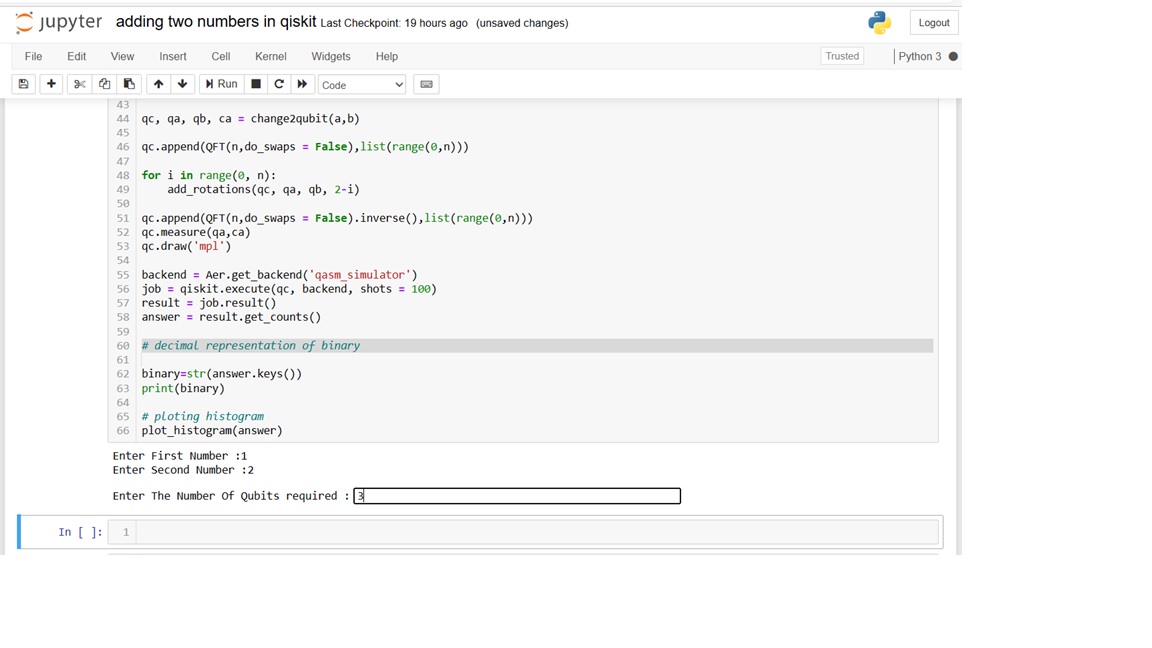 jupyter adding two numbers in qiskit Last Checkpoint: 19 hours ago (unsaved changes) Logout
File Edit View Insert Cell Kernel Widgets Help Trusted Python 3
Run Code
43
44 qc, qa, qb, ca = change2qubit(a,b)
45
46 qc.append(QFT(n,do_swaps = False),list(range(0,n)))
47
48 for i in range(0, n):
49 add_rotations(qc, qa, qb, 2-i)
50
51 qc.append(QFT(n,do_swaps = False).inverse(),list(range(0,n)))
52 qc.measure(qa,ca)
53 qc.draw('mpl')
54
55 backend = Aer.get_backend('qasm_simulator')
56 job = qiskit.execute(qc, backend, shots = 100)
57 result = job.result()
58 answer = result.get_counts()
59
60 # decimal representation of binary
61
62 binary=str(answer.keys())
63 print(binary)
64
65 # ploting histogram
66 plot_histogram(answer)
Enter First Number :1
Enter Second Number :2
Enter The Number Of Qubits required : 3
In [ ]: 1